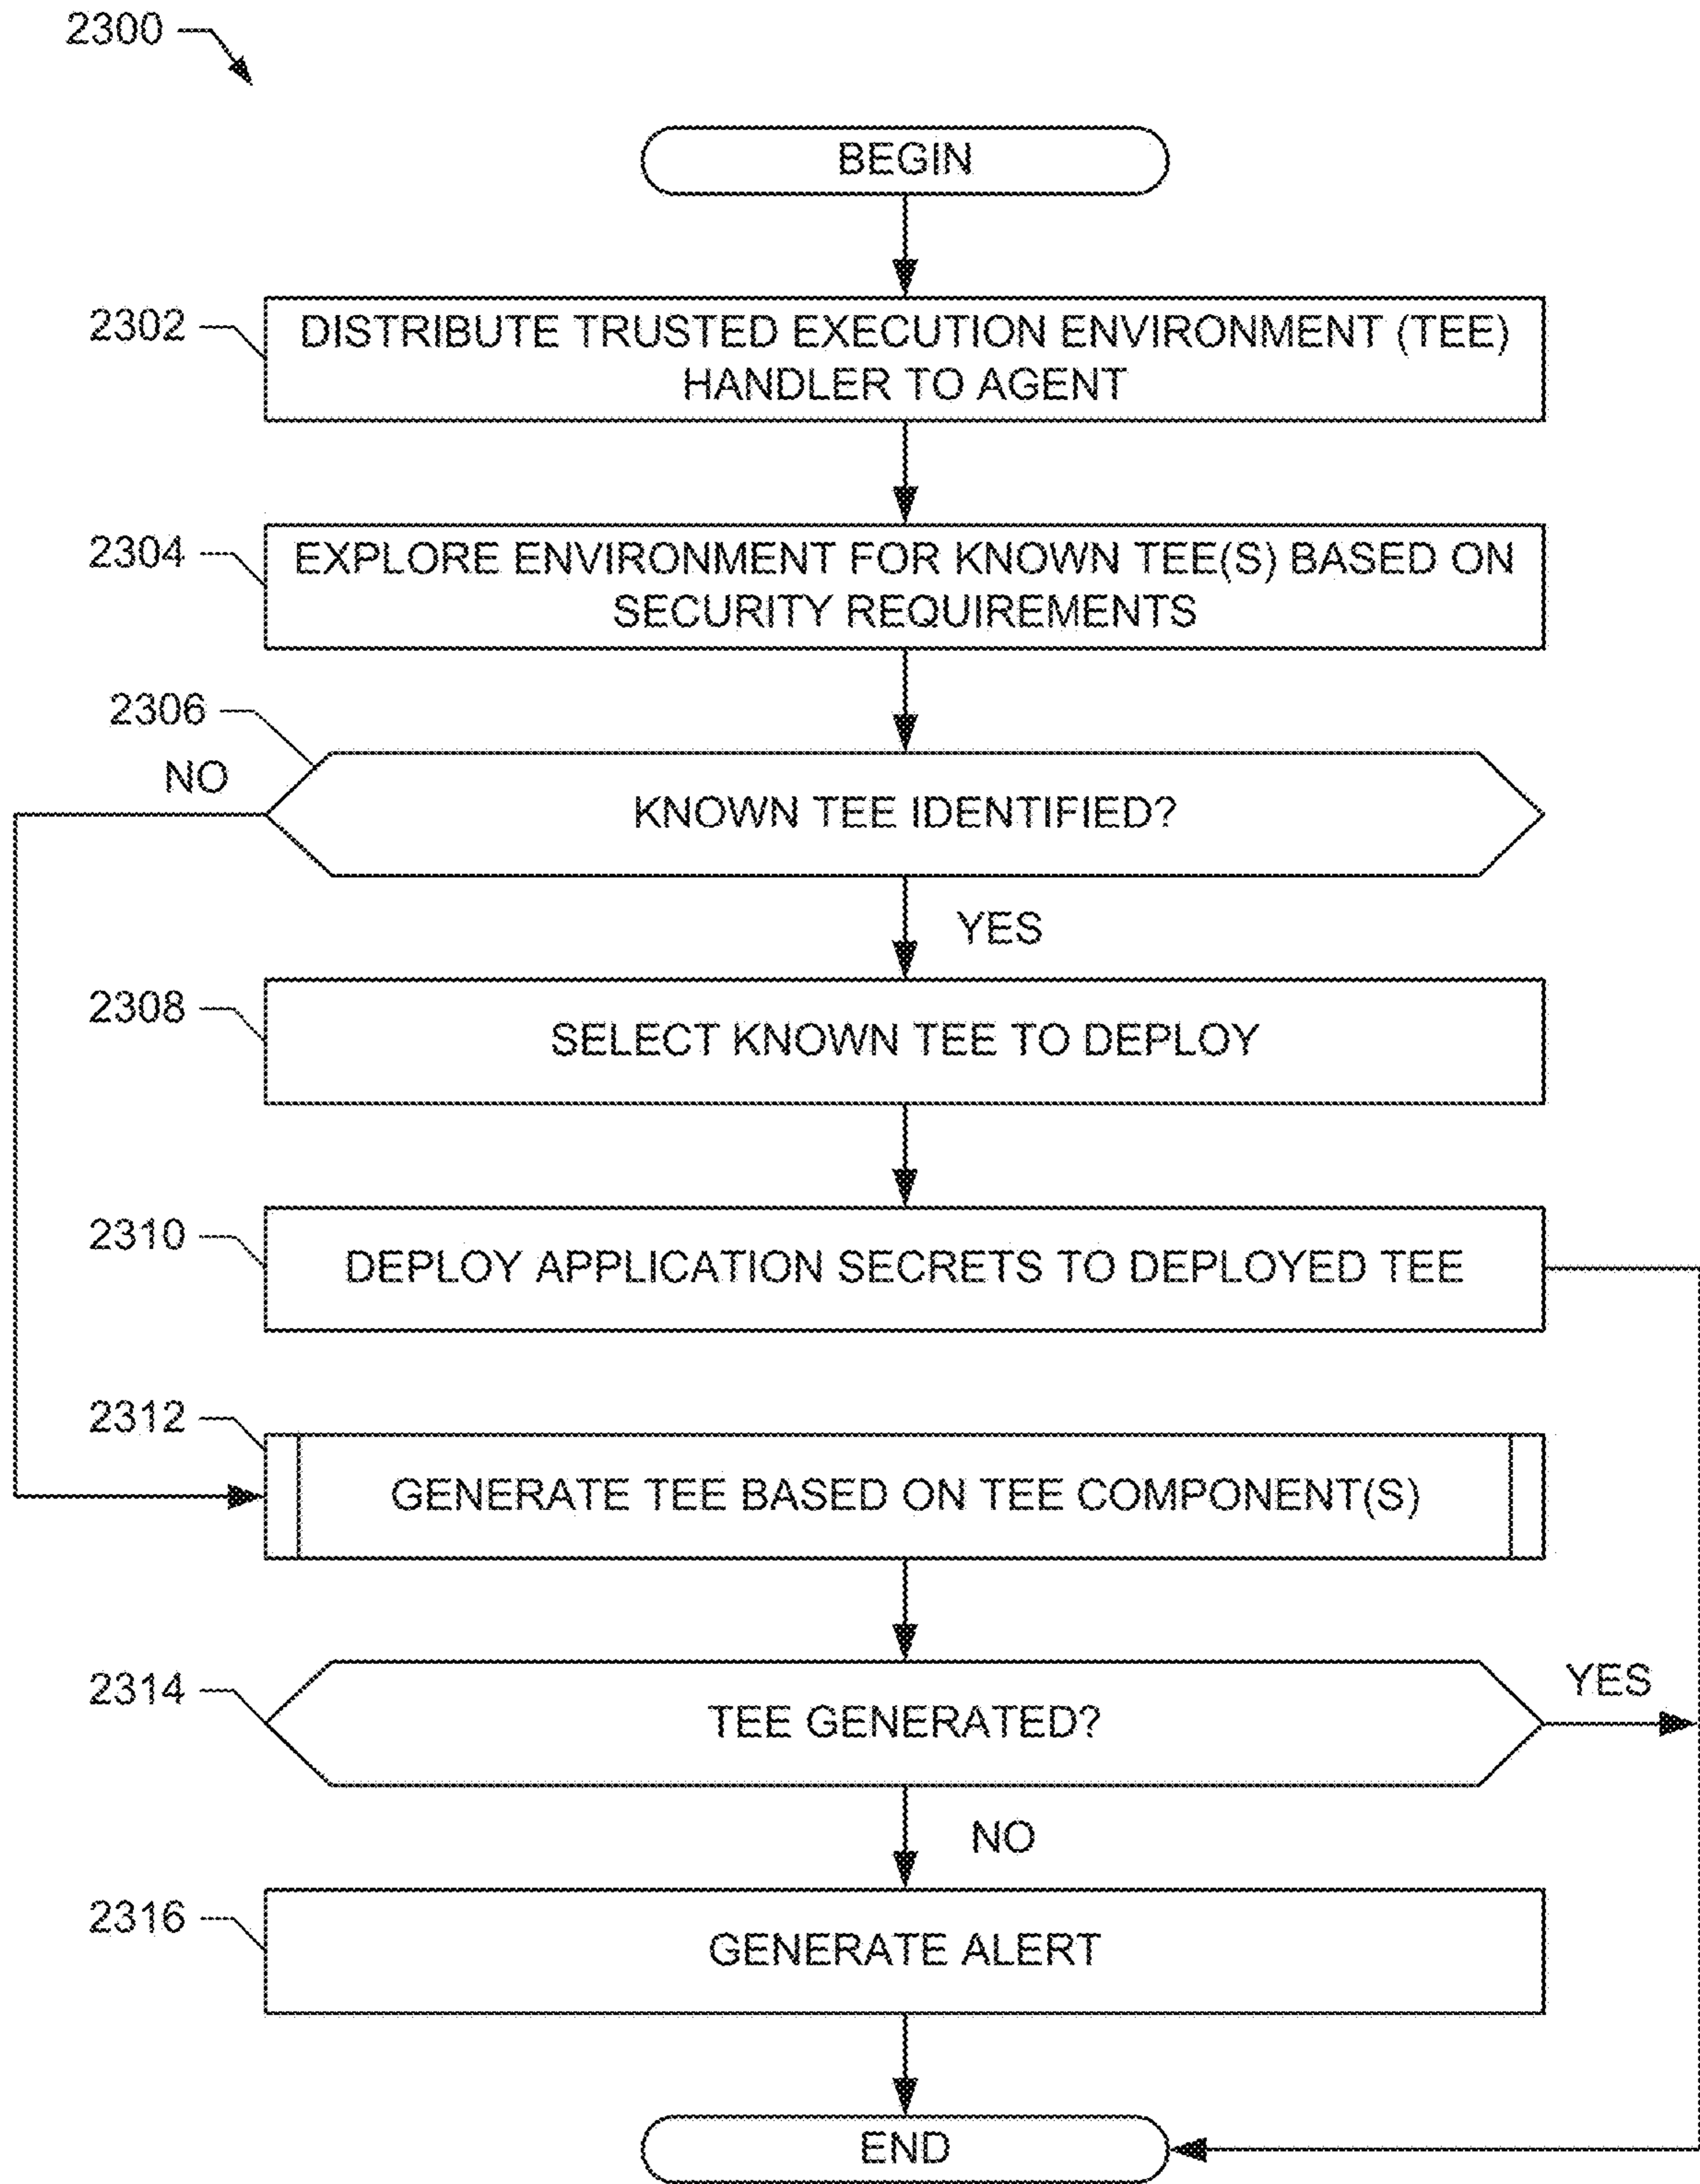 2300
BEGIN
2302
DISTRIBUTE TRUSTED EXECUTION ENVIRONMENT (TEE)
HANDLER TO AGENT
2304
EXPLORE ENVIRONMENT FOR KNOWN TEE(S) BASED ON
SECURITY REQUIREMENTS
2306
NO
KNOWN TEE IDENTIFIED?
YES
2308
SELECT KNOWN TEE TO DEPLOY
2310
DEPLOY APPLICATION SECRETS TO DEPLOYED TEE
2312
GENERATE TEE BASED ON TEE COMPONENT(S)
2314
TEE GENERATED?
YES
NO
2316
GENERATE ALERT
END